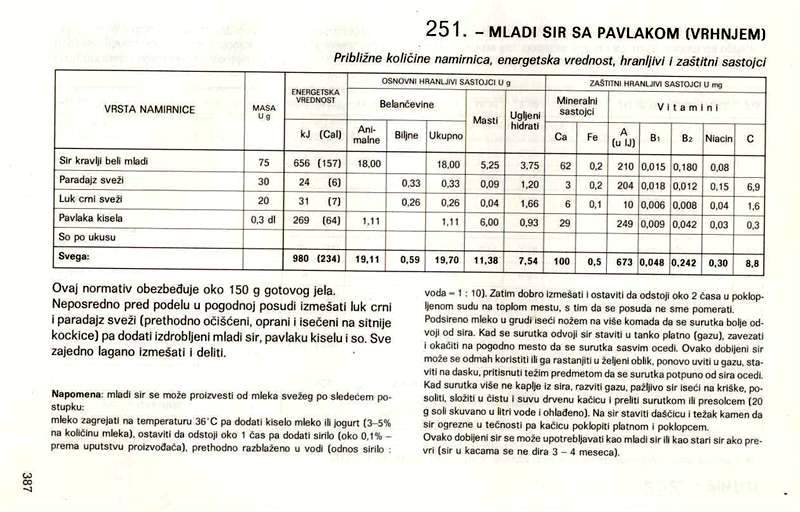 251. – MLADI SIR SA PAVLAKOM (VRHNJEM)
Približne količine namirnica, energetska vrednost, hranljivi i zaštitni sastojci
VRSTA NAMIRNICE MASA U g ENERGETSKA VREDNOST OSNOVNI HRANLJIVI SASTOJCI U g ZAŠTITNI HRANLJIVI SASTOJCI U mg
Belančevine Masti Ugljeni hidrati Mineralni sastojci Vitamini
kJ (Cal) Ani-malne Biljne Ukupno Ca Fe A (u IJ) B1 B2 Niacin C
Sir kravlji beli mladi 75 656 (157) 18,00 18,00 5,25 3,75 62 0,2 210 0,015 0,180 0,08
Paradajz sveži 30 24 (6) 0,33 0,33 0,09 1,20 3 0,2 204 0,018 0,012 0,15 6,9
Luk crni sveži 20 31 (7) 0,26 0,26 0,04 1,66 6 0,1 10 0,006 0,008 0,04 1,6
Pavlaka kisela 0,3 dl 269 (64) 1,11 1,11 6,00 0,93 29 249 0,009 0,042 0,03 0,3
So po ukusu
Svega: 980 (234) 19,11 0,59 19,70 11,38 7,54 100 0,5 673 0,048 0,242 0,30 8,8
Ovaj normativ obezbeđuje oko 150 g gotovog jela.
Neposredno pred podelu u pogodnoj posudi izmešati luk crni
i paradajz sveži (prethodno očišćeni, oprani i isečeni na sitnije
kockice) pa dodati izdrobljeni mladi sir, pavlaku kiselu i so. Sve
zajedno lagano izmešati i deliti.
Napomena: mladi sir se može proizvesti od mleka svežeg po sledećem po-
stupku:
mleko zagrejati na temperaturu 36°C pa dodati kiselo mleko ili jogurt (3–5%
na količinu mleka), ostaviti da odstoji oko 1 čas pa dodati sirilo (oko 0,1% –
prema uputstvu proizvođača), prethodno razblaženo u vodi (odnos sirilo :
voda = 1 : 10). Zatim dobro izmešati i ostaviti da odstoji oko 2 časa u poklop-
ljenom sudu na toplom mestu, s tim da se posuda ne sme pomerati.
Podsireno mleko u grudi iseći nožem na više komada da se surutka bolje od-
voji od sira. Kad se surutka odvoji sir staviti u tanko platno (gazu), zavezati
i okačiti na pogodno mesto da se surutka sasvim ocedi. Ovako dobijeni sir
može se odmah koristiti ili ga rastanjiti u željeni oblik, ponovo uviti u gazu, sta-
viti na dasku, pritisnuti težim predmetom da se surutka potpuno od sira ocedi.
Kad surutka više ne kaplje iz sira, razviti gazu, pažljivo sir iseći na kriške, po-
soliti, složiti u čistu i suvu drvenu kačicu i preliti surutkom ili presolcem (20
g soli skuvano u litri vode i ohlađeno). Na sir staviti daščicu i težak kamen da
sir ogrezne u tečnosti pa kačicu poklopiti platnom i poklopcem.
Ovako dobijeni sir se može upotrebljavati kao mladi sir ili kao stari sir ako pre-
vri (sir u kacama se ne dira 3 – 4 meseca).
387